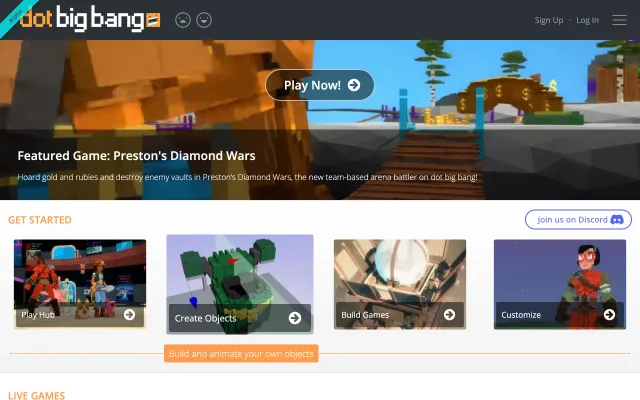 Alpha
dot big bang
Sign Up · Log In
Play Now!
Featured Game: Preston's Diamond Wars
Hoard gold and rubies and destroy enemy vaults in Preston's Diamond Wars, the new team-based arena battler on dot big bang!
GET STARTED
Join us on Discord
Play Hub
Create Objects
Build Games
Customize
Build and animate your own objects
LIVE GAMES